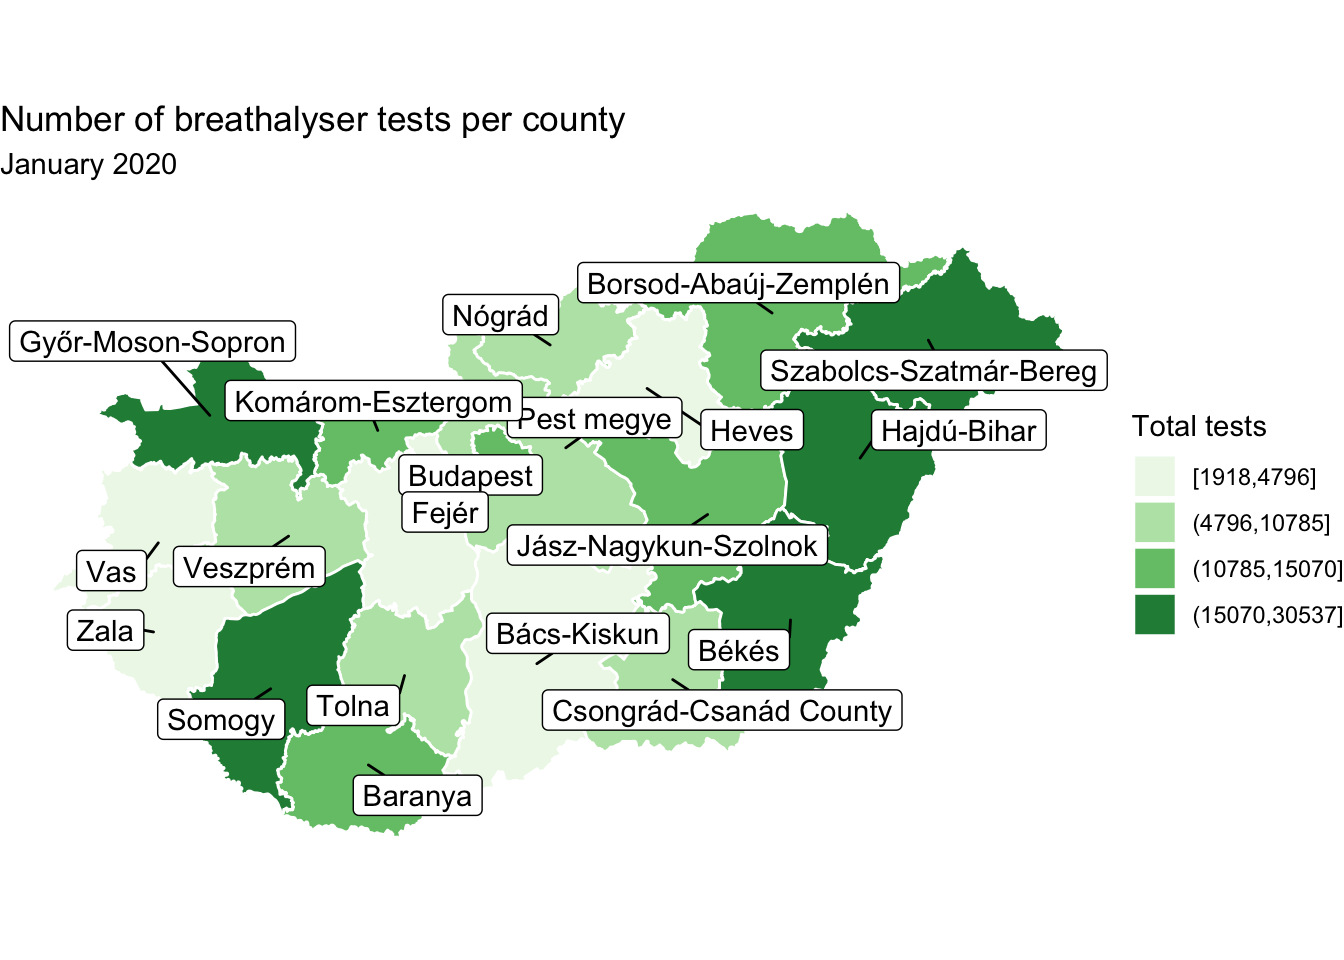 Number of breathalyser tests per county
January 2020
Borsod-Abaúj-Zemplén
Nógrád
Győr-Moson-Sopron
Szabolcs-Szatmár-Bereg
Komárom-Esztergom
Pest megye
Heves
Hajdú-Bihar
Budapest
Fejér
Jász-Nagykun-Szolnok
Vas
Veszprém
Zala
Bács-Kiskun
Békés
Tolna
Somogy
Csongrád-Csanád County
Baranya
Total tests
[1918,4796]
(4796,10785]
(10785,15070]
(15070,30537]